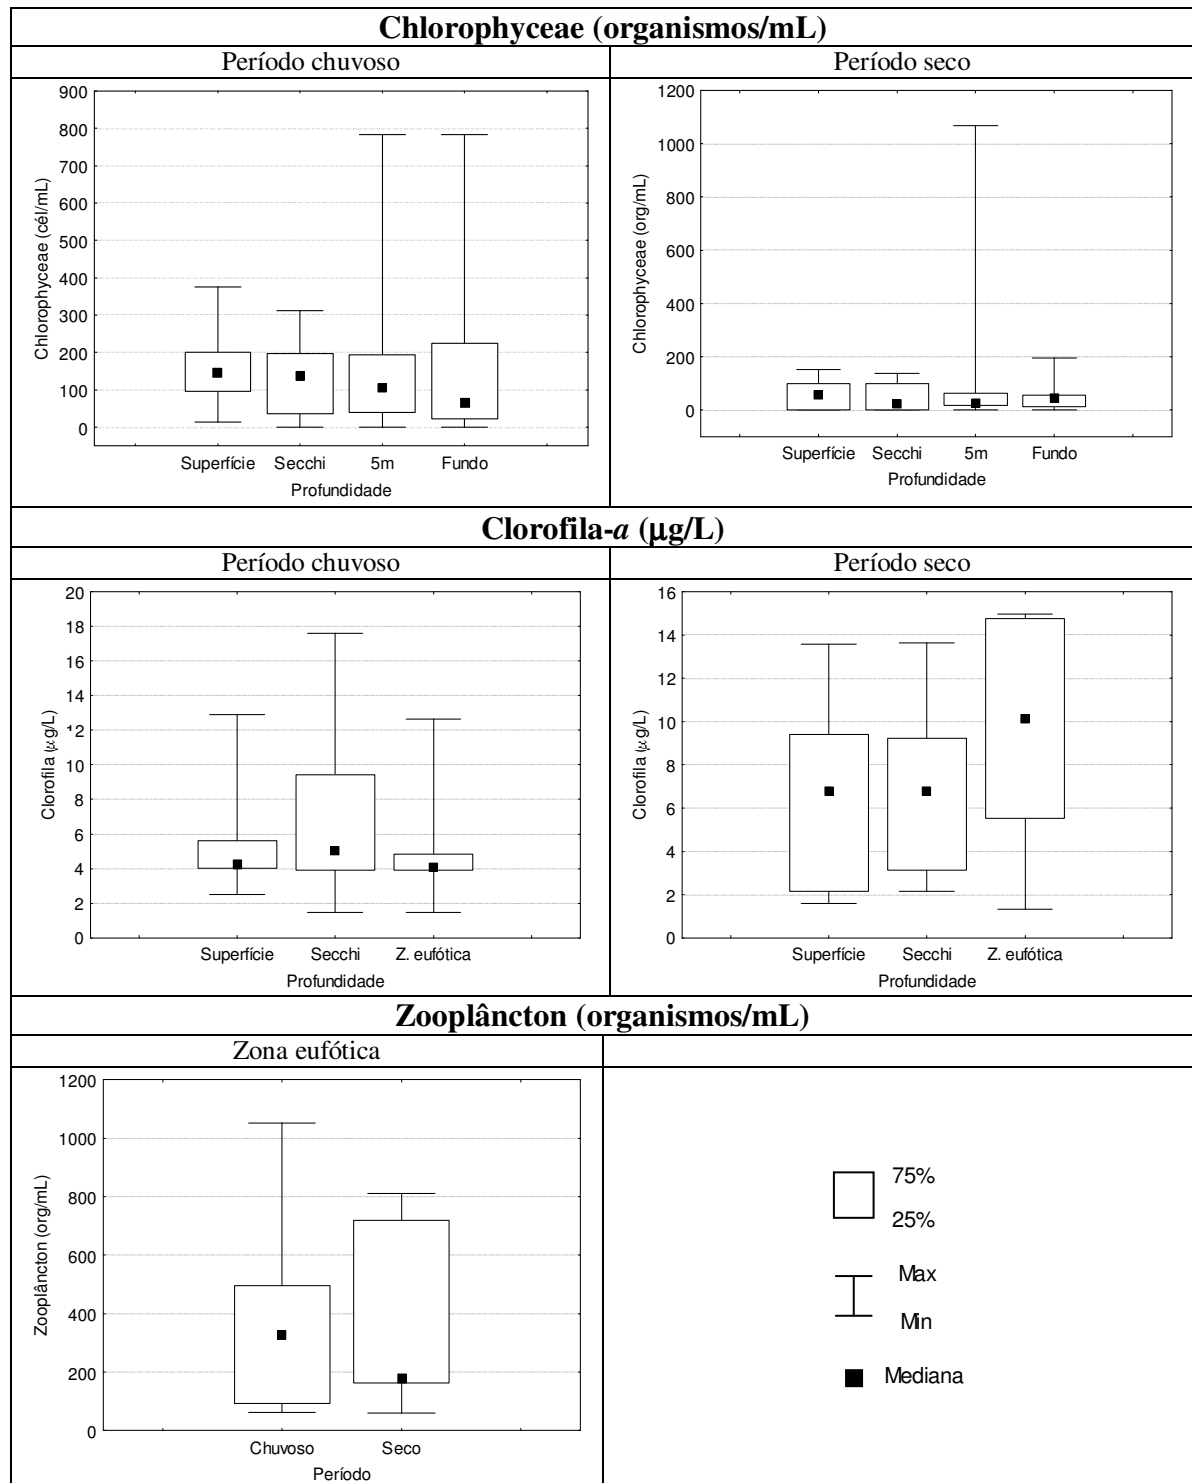 Chlorophyceae (organismos/mL)
Período chuvoso
Período seco
Chlorophyceae (cél/mL)
900
800
700
600
500
400
300
200
100
0
Superfície Secchi 5m Fundo
Profundidade
Chlorophyceae (org/mL)
1200
1000
800
600
400
200
0
Superfície Secchi 5m Fundo
Profundidade
Clorofila-a (µg/L)
Período chuvoso
Período seco
Clorofila (µg/L)
20
18
16
14
12
10
8
6
4
2
0
Superfície Secchi Z. eufótica
Profundidade
Clorofila (µg/L)
16
14
12
10
8
6
4
2
0
Superfície Secchi Z. eufótica
Profundidade
Zooplâncton (organismos/mL)
Zona eufótica
Zooplâncton (org/mL)
1200
1000
800
600
400
200
0
Chuvoso Seco
Período
75%
25%
Max
Min
Mediana